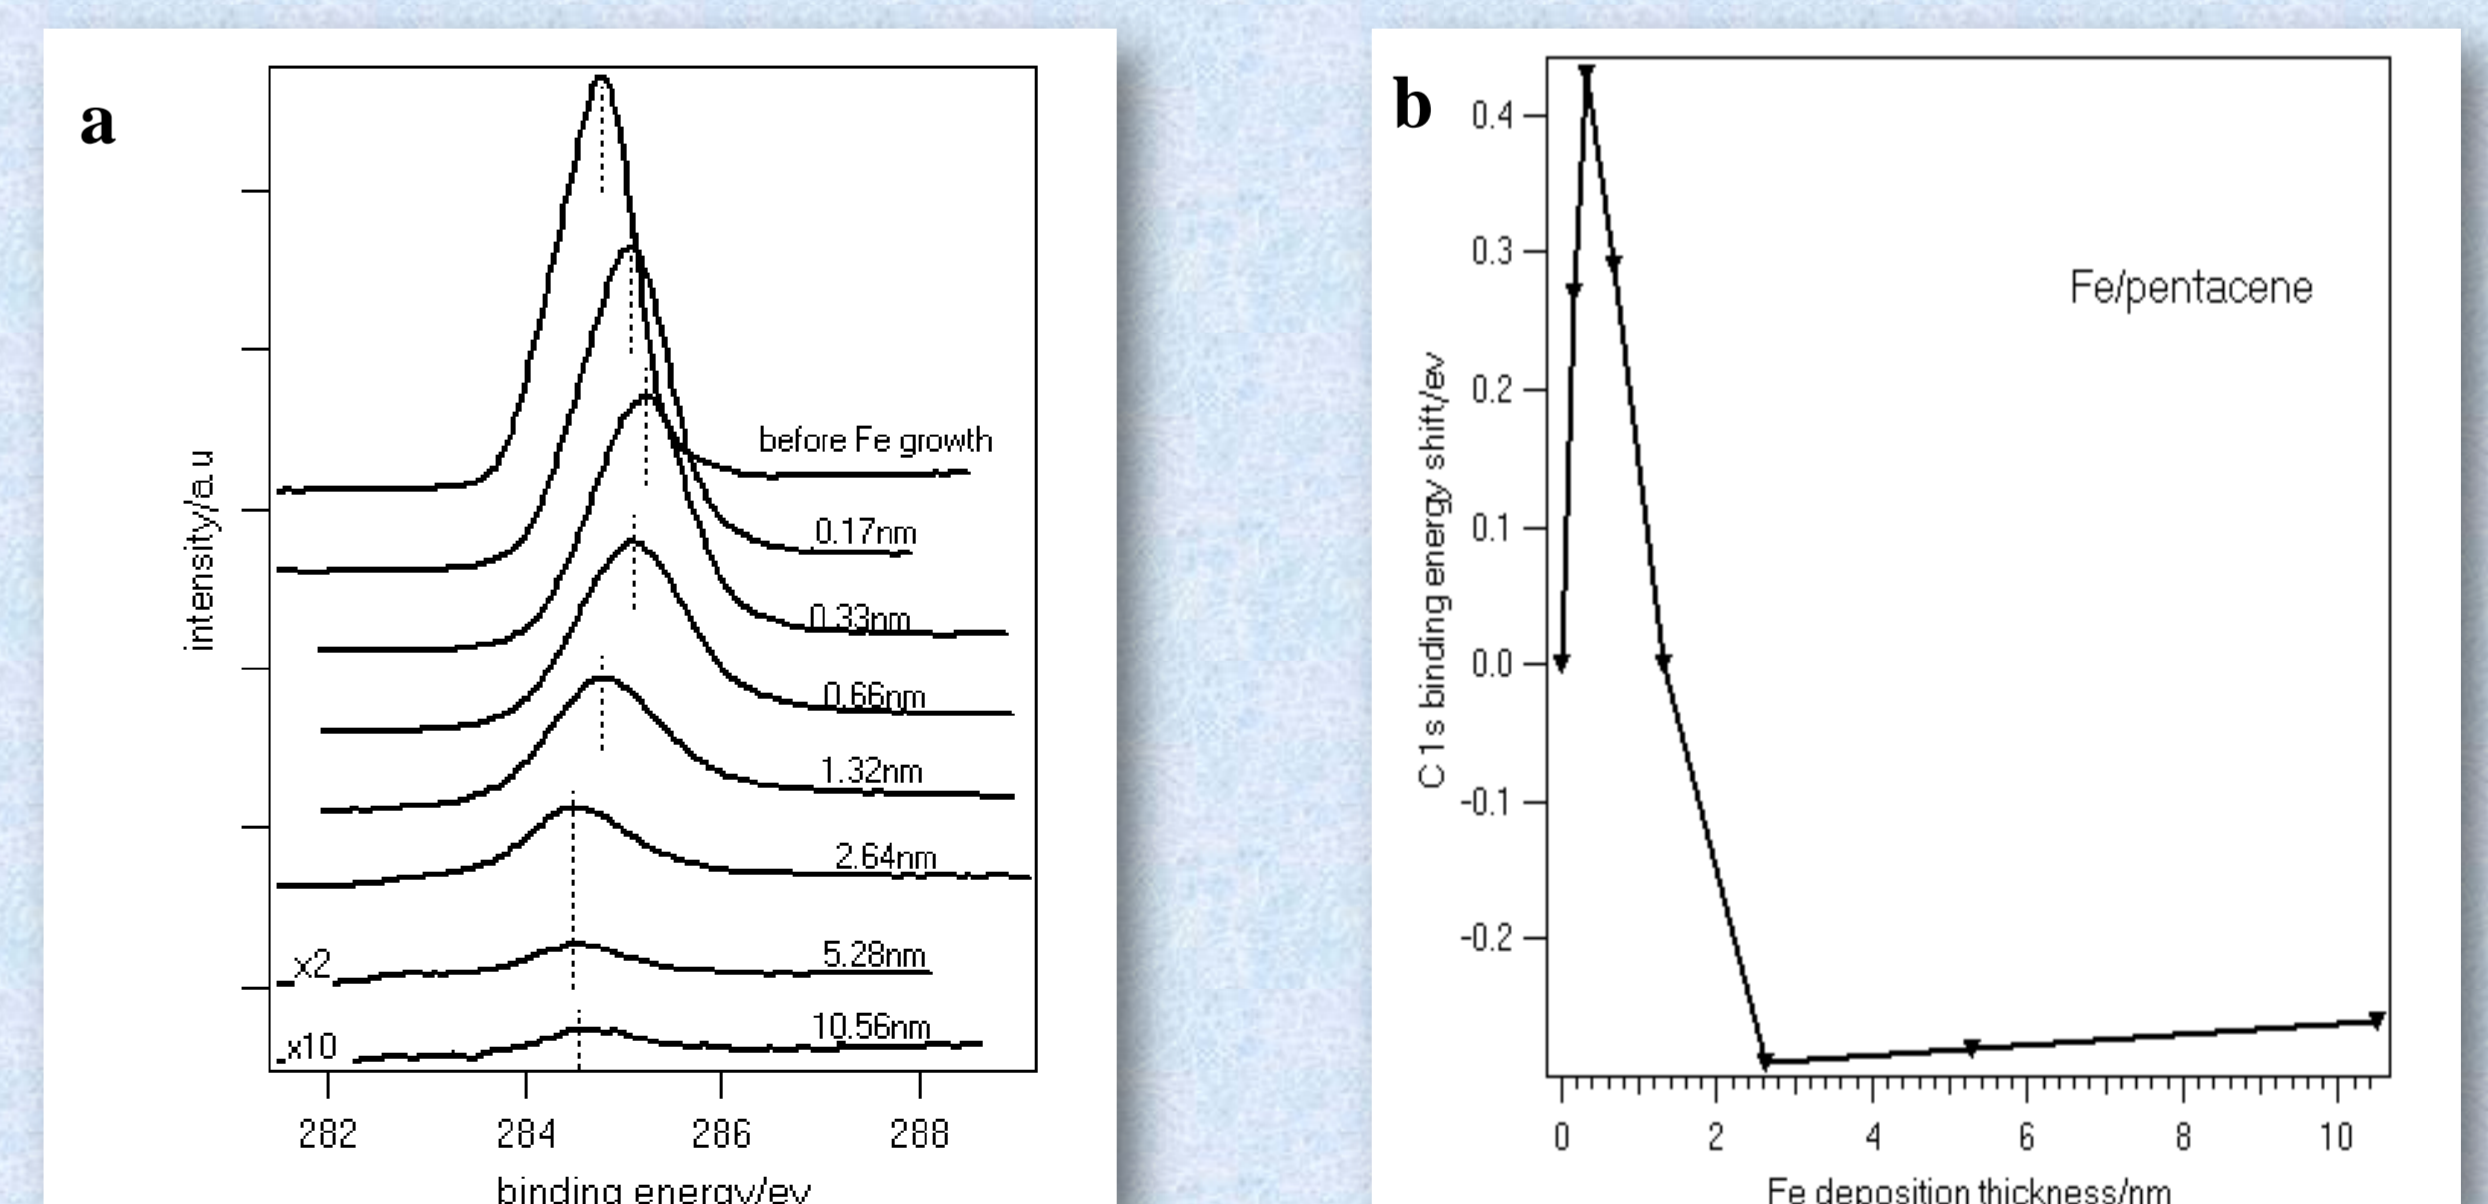 a
intensity/a.u
before Fe growth
0.17nm
0.33nm
0.66nm
1.32nm
2.64nm
x2
5.28nm
x10
10.56nm
282 284 286 288
binding energy/ev
b
C 1s binding energy shift/ev
0.4
0.3
0.2
0.1
0.0
-0.1
-0.2
Fe/pentacene
0 2 4 6 8 10
Fe deposition thickness/nm